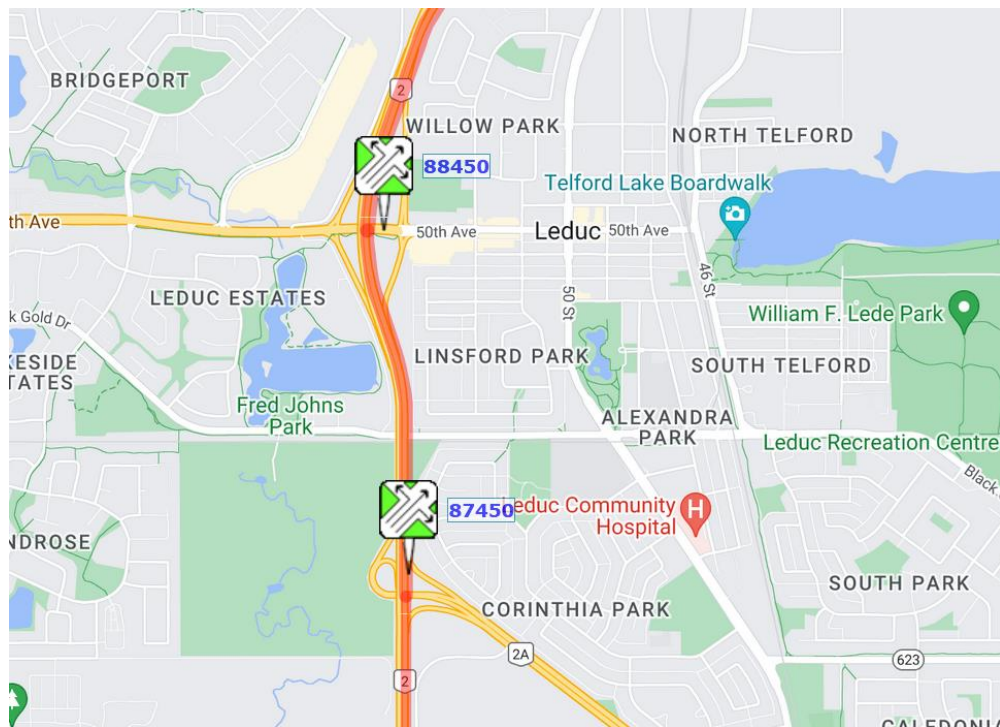 2
BRIDGEPORT
WILLOW PARK
NORTH TELFORD
88450
Telford Lake Boardwalk
th Ave
50th Ave
Leduc
50th Ave
46 St
LEDUC ESTATES
50 St
William F. Lede Park
k Gold Dr
LINSFORD PARK
KESIDE
TATES
SOUTH TELFORD
Fred Johns
Park
ALEXANDRA
PARK
Leduc Recreation Centre
Black
87450
educ Community
Hospital
H
NDROSE
SOUTH PARK
CORINTHIA PARK
2A
623
2
CALEDONIA